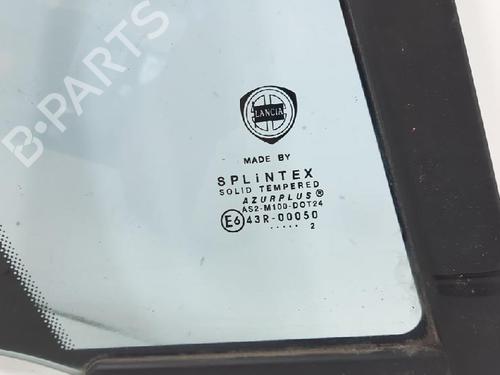 B-PARTS
LANCIA
MADE BY
SPLiNTEX
SOLID TEMPERED
AZURPLUS®
AS2-M100-DOT24
E6 43R-00050
..... 2